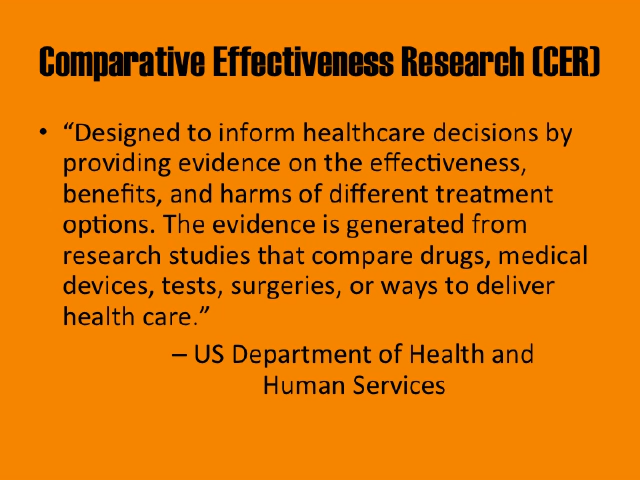 Comparative Effectiveness Research (CER)
• “Designed to inform healthcare decisions by
providing evidence on the effectiveness,
benefits, and harms of different treatment
options. The evidence is generated from
research studies that compare drugs, medical
devices, tests, surgeries, or ways to deliver
health care.”
– US Department of Health and
Human Services